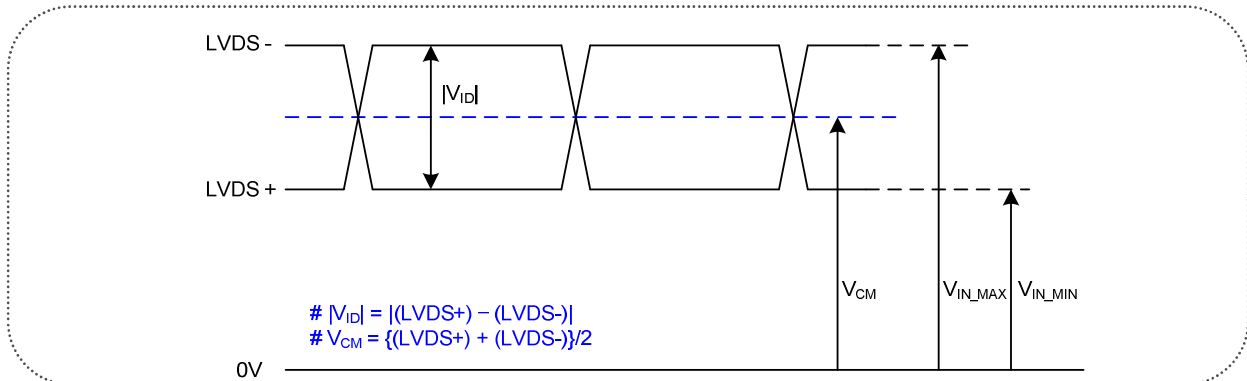 LVDS -
|VID|
LVDS +
VCM
VIN_MAX
VIN_MIN
# |VID| = |(LVDS+) – (LVDS-)|
# VCM = {(LVDS+) + (LVDS-)}/2
0V